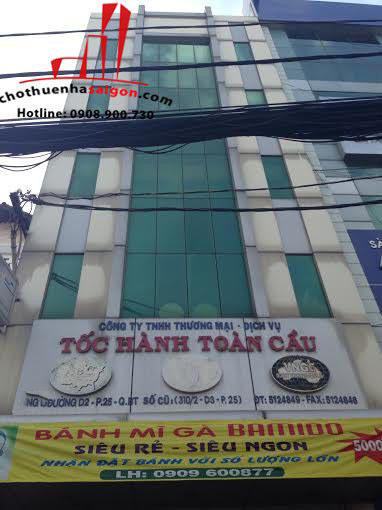 chothuenhasaigon.com
Hotline: 0908.900.730
CÔNG TY TNHH THƯƠNG MẠI - DỊCH VỤ
TỐC HÀNH TOÀN CẦU
ĐƯỜNG D2 - P.25 - Q.BT SỐ CŨ: (310/2 - D3 - P. 25) ĐT: 5124849 - FAX: 5124848
BÁNH MÌ GÀ BAMIDO
SIÊU RẺ - SIÊU NGON
NHẬN ĐẶT BÁNH VỚI SỐ LƯỢNG LỚN
LH: 0909 600877